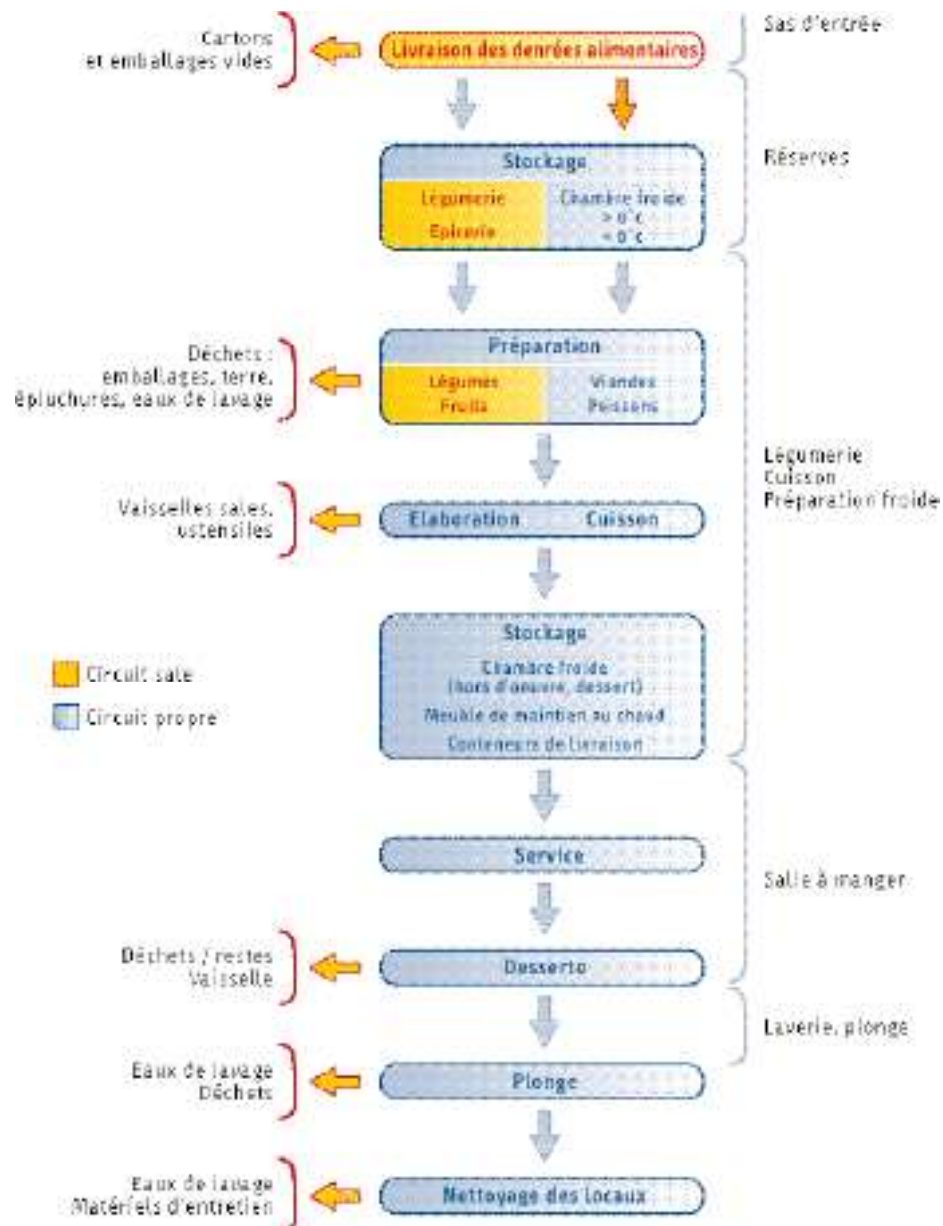 Cartons
et emballages vides
Livraison des denrées alimentaires
Sas d'entrée
Stockage
Légumerie
Epicerie
Chambre froide
> 0°c
< 0°c
Réserves
Déchets :
emballages, terre,
épluchures, eaux de lavage
Préparation
Légumes
Fruits
Viandes
Poissons
Vaisselles sales,
ustensiles
Elaboration Cuisson
Légumerie
Cuisson
Préparation froide
Stockage
Chambre froide
(hors d'oeuvre, dessert)
Meuble de maintien au chaud
Conteneurs de livraison
Circuit sale
Circuit propre
Service
Salle à manger
Déchets / restes
Vaisselle
Desserte
Laverie, plonge
Eaux de lavage
Déchets
Plonge
Eaux de lavage
Matériels d'entretien
Nettoyage des locaux